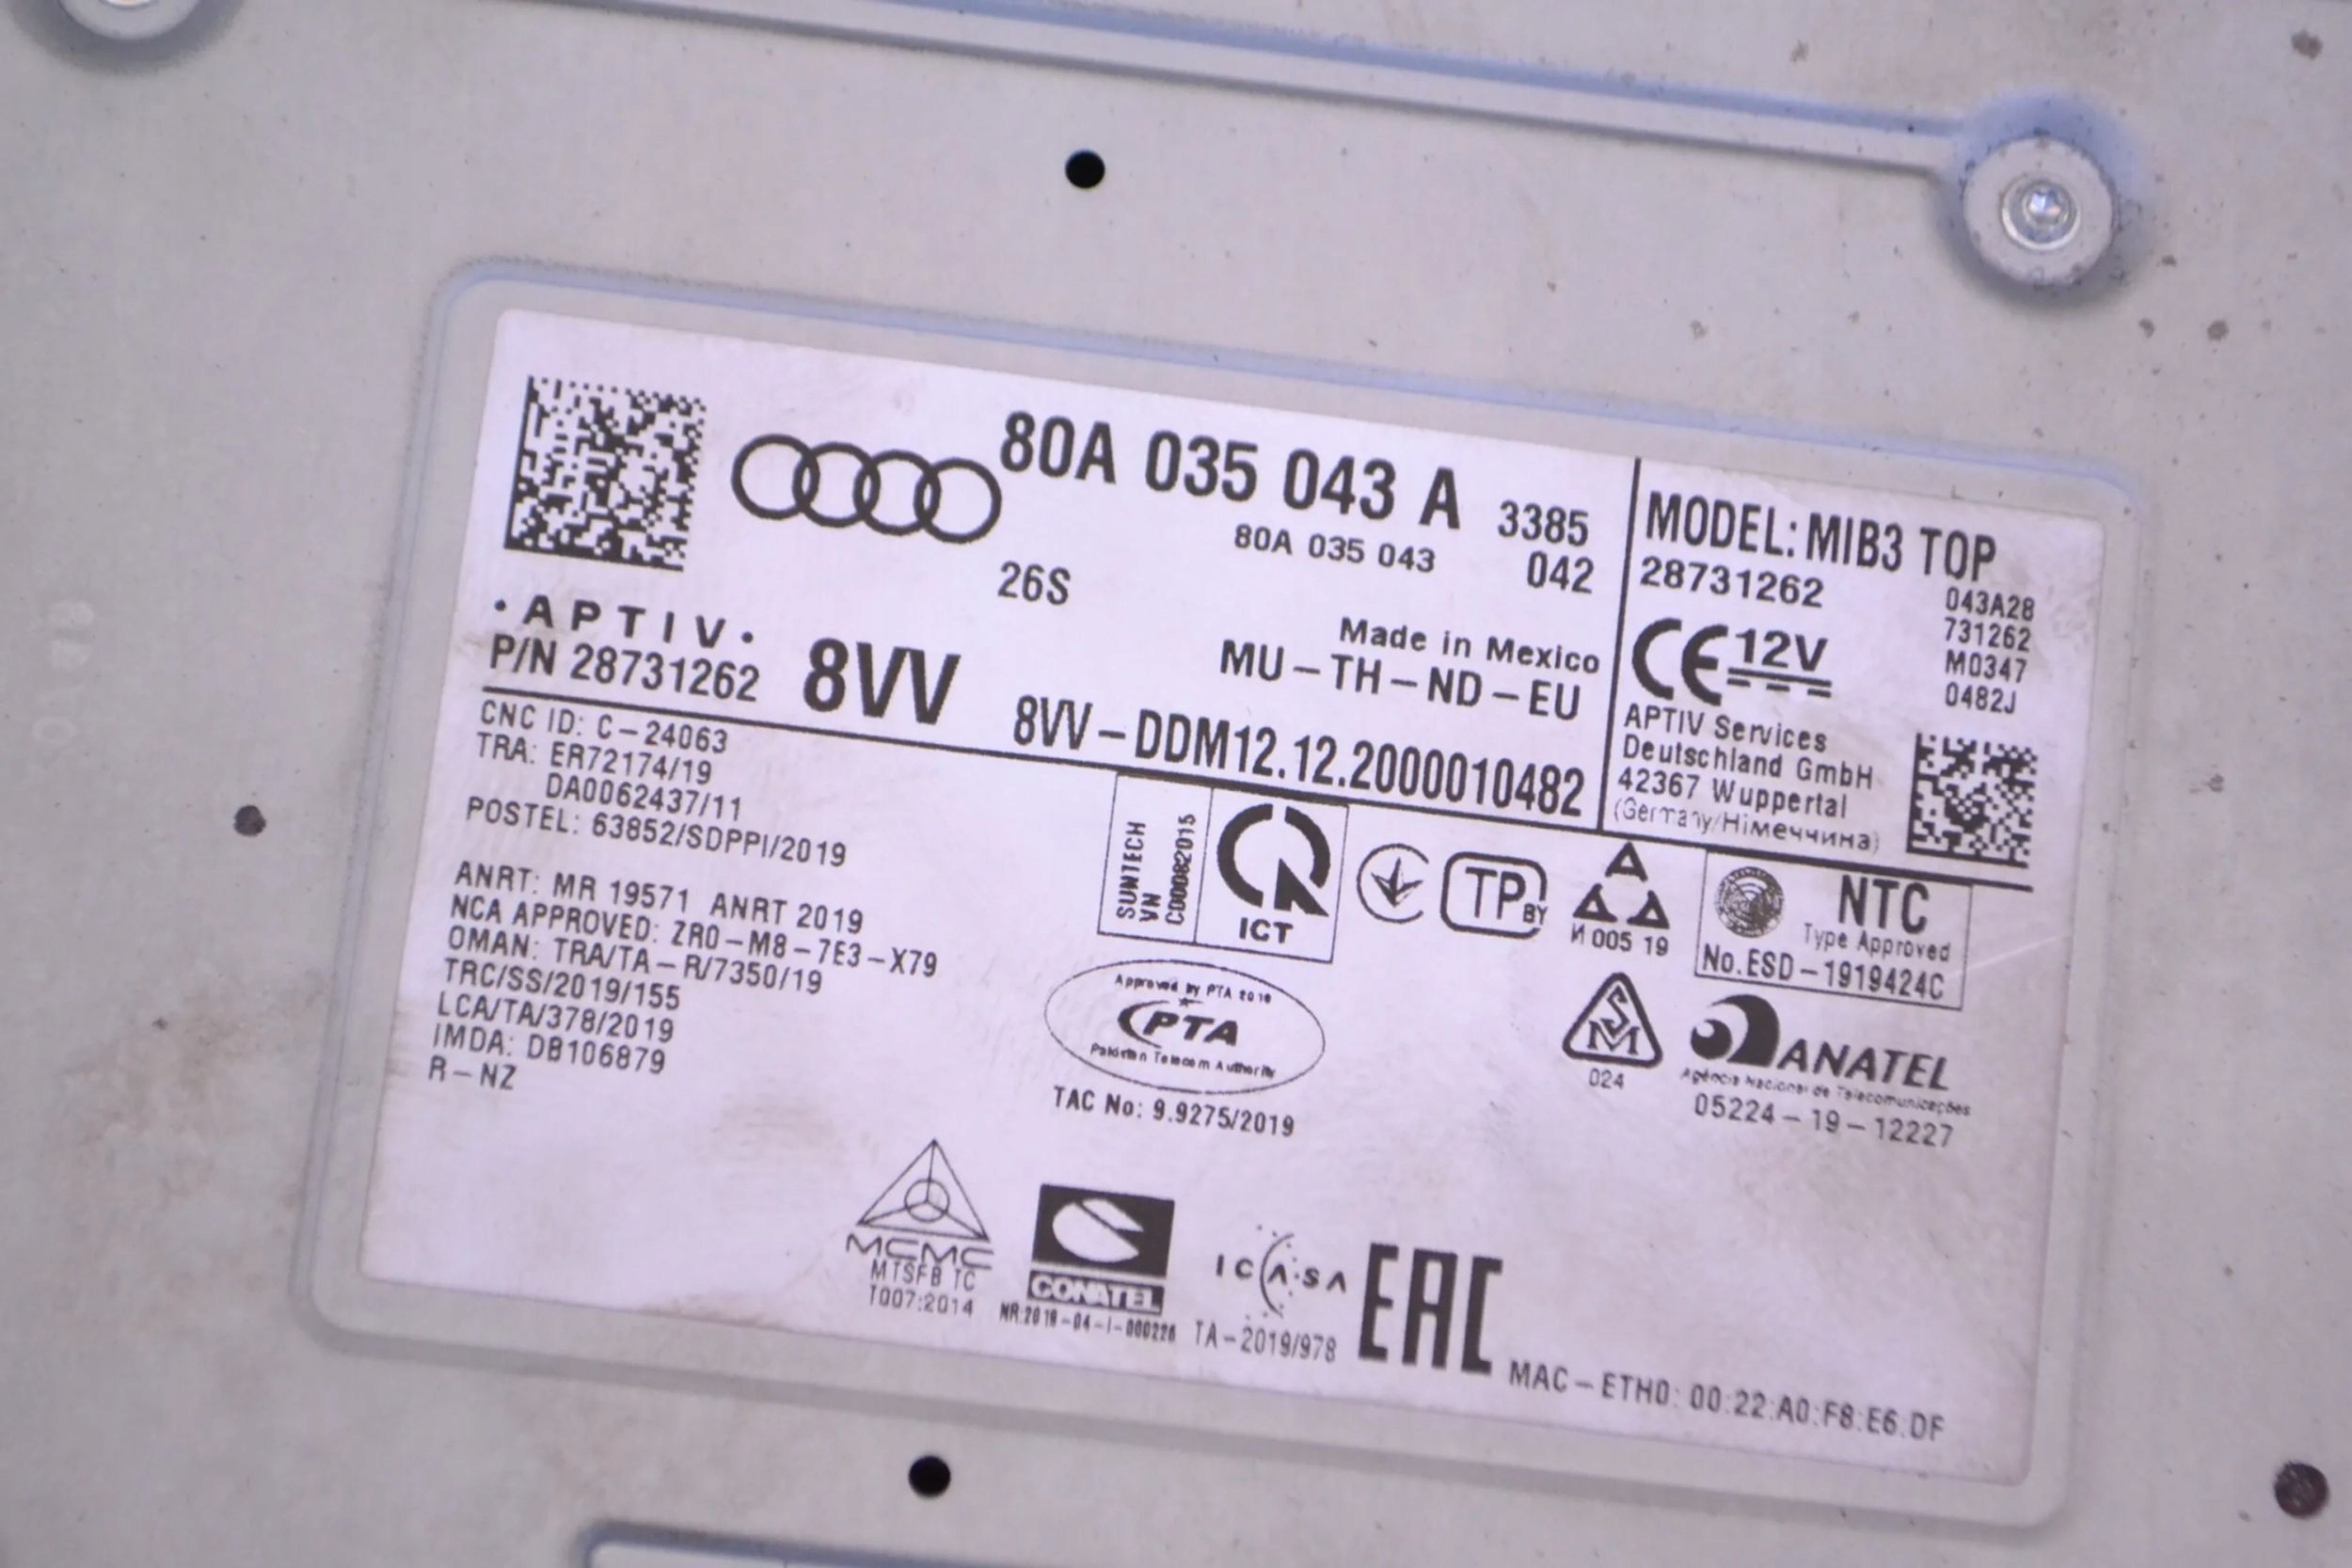 80A 035 043 A 3385
80A 035 043 042
26S
• APTIV •
P/N 28731262
8VV
Made in Mexico
MU-TH-ND-EU
8VV-DDM12.12.2000010482
MODEL: MIB3 TOP
28731262
043A28
731262
M0347
0482J
CE 12V
APTIV Services
Deutschland GmbH
42367 Wuppertal
(Germany/Німеччина)
CNC ID: C-24063
TRA: ER72174/19
DA0062437/11
POSTEL: 63852/SDPPI/2019
ANRT: MR 19571 ANRT 2019
NCA APPROVED: ZR0-M8-7E3-X79
OMAN: TRA/TA-R/7350/19
TRC/SS/2019/155
LCA/TA/378/2019
IMDA: DB106879
R-NZ
SUNTECH
VN
C000882015
ICT
TP BY
И 005 19
NTC
Type Approved
No.ESD-1919424C
Approved by PTA
PTA
Pakistan Telecom Authority
TAC No: 9.9275/2019
SM
024
ANATEL
Agência Nacional de Telecomunicações
05224-19-12227
MCMC
MTSFB TC
T007:2014
CONATEL
NR:2019-04-I-000226
ICASA
TA-2019/978
EAC
MAC-ETH0: 00:22:A0:F8:E6:DF